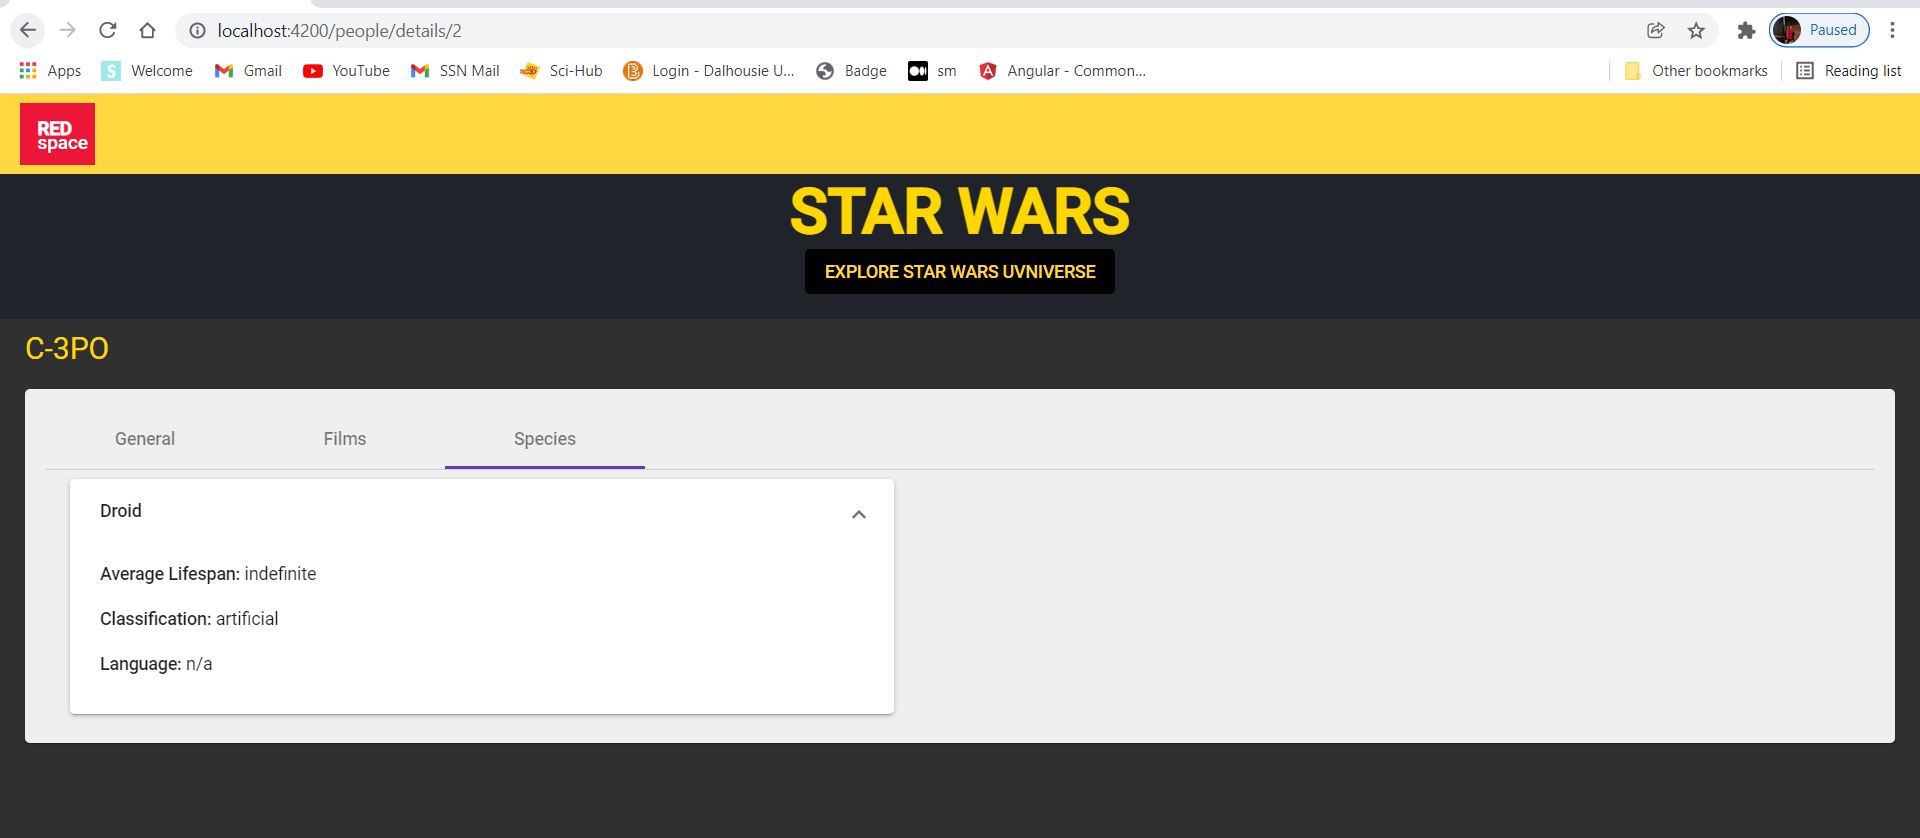 localhost:4200/people/details/2
Paused
Apps
S Welcome
Gmail
YouTube
SSN Mail
Sci-Hub
Login - Dalhousie U...
Badge
sm
Angular - Common...
Other bookmarks
Reading list
RED
space
STAR WARS
EXPLORE STAR WARS UVNIVERSE
C-3PO
General Films Species
Droid
Average Lifespan: indefinite
Classification: artificial
Language: n/a